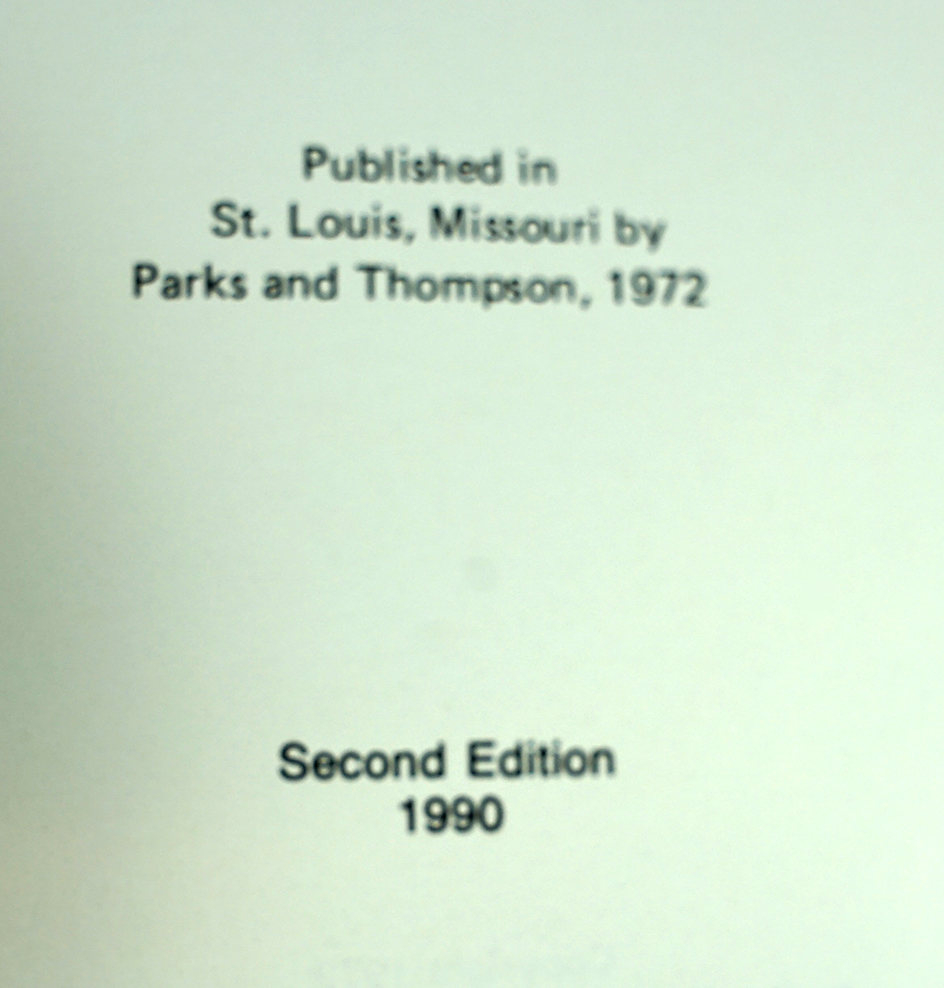 Published in
St. Louis, Missouri by
Parks and Thompson, 1972
Second Edition
1990